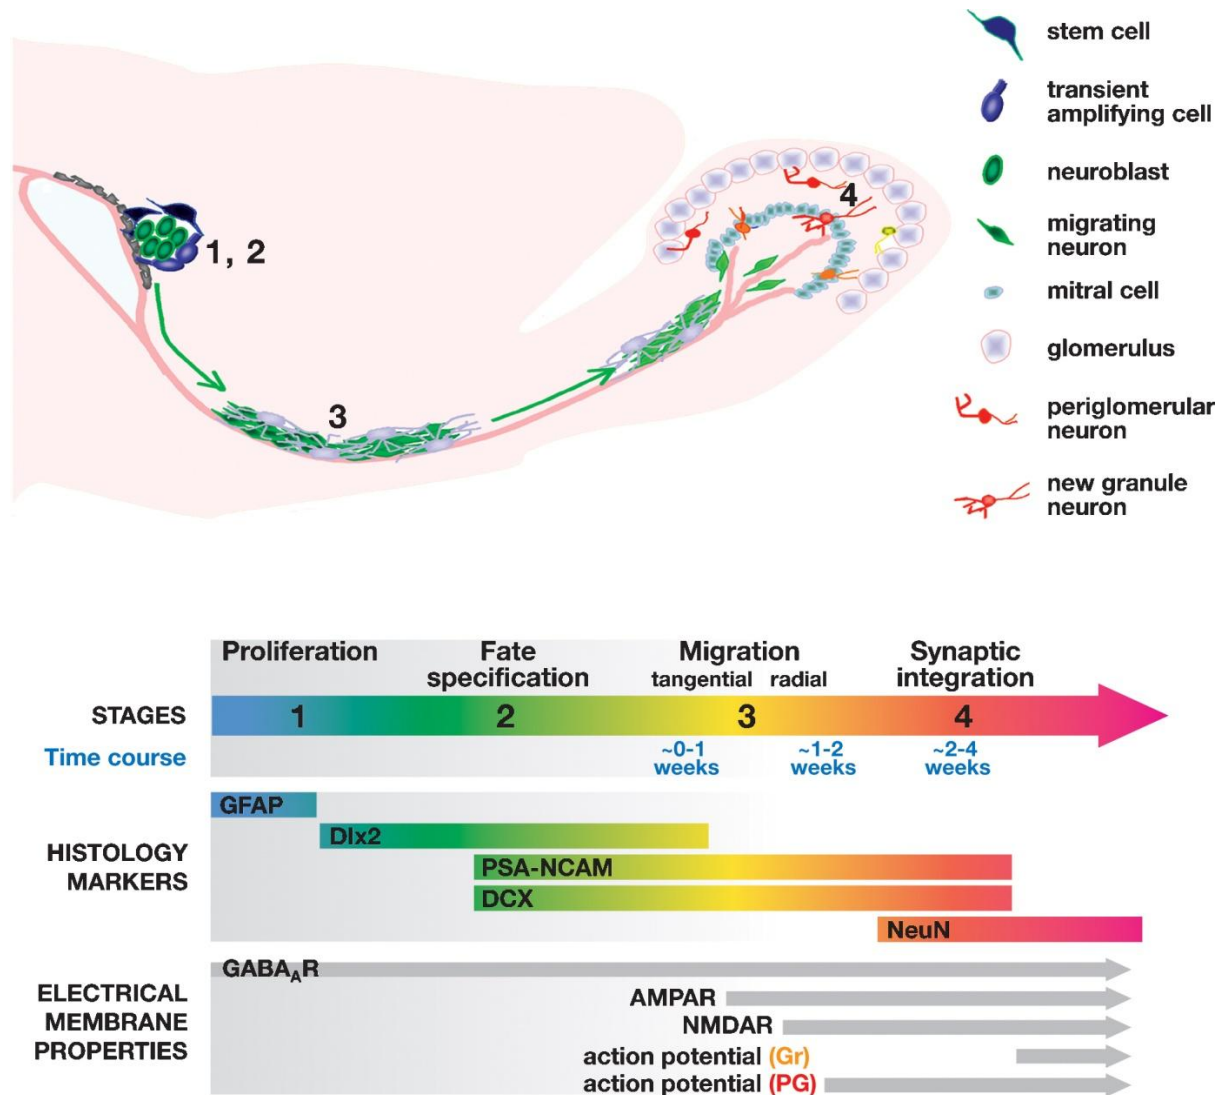 stem cell
transient
amplifying cell
neuroblast
migrating
neuron
mitral cell
glomerulus
periglomerular
neuron
new granule
neuron
1, 2
3
4
Proliferation
Fate
specification
Migration
tangential radial
Synaptic
integration
STAGES
1
2
3
4
Time course
~0-1
weeks
~1-2
weeks
~2-4
weeks
HISTOLOGY
MARKERS
GFAP
Dlx2
PSA-NCAM
DCX
NeuN
ELECTRICAL
MEMBRANE
PROPERTIES
GABAAR
AMPAR
NMDAR
action potential (Gr)
action potential (PG)